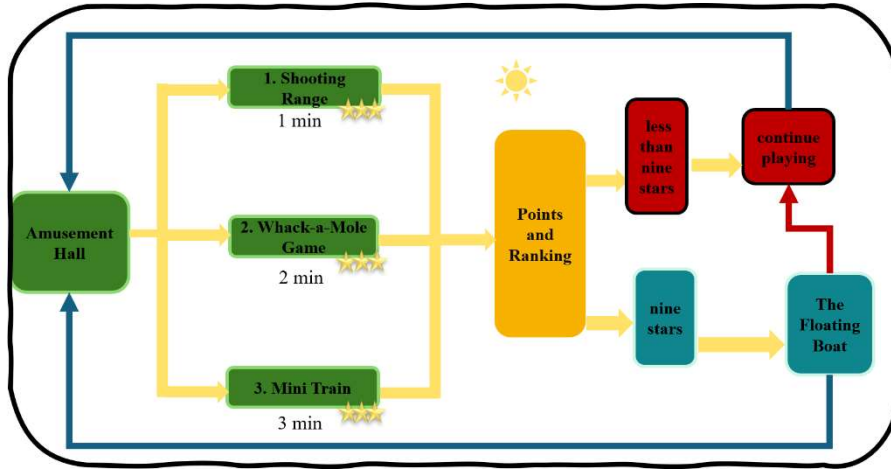 Amusement
Hall
1. Shooting
Range
1 min
2. Whack-a-Mole
Game
2 min
3. Mini Train
3 min
Points
and
Ranking
less
than
nine
stars
continue
playing
nine
stars
The
Floating
Boat